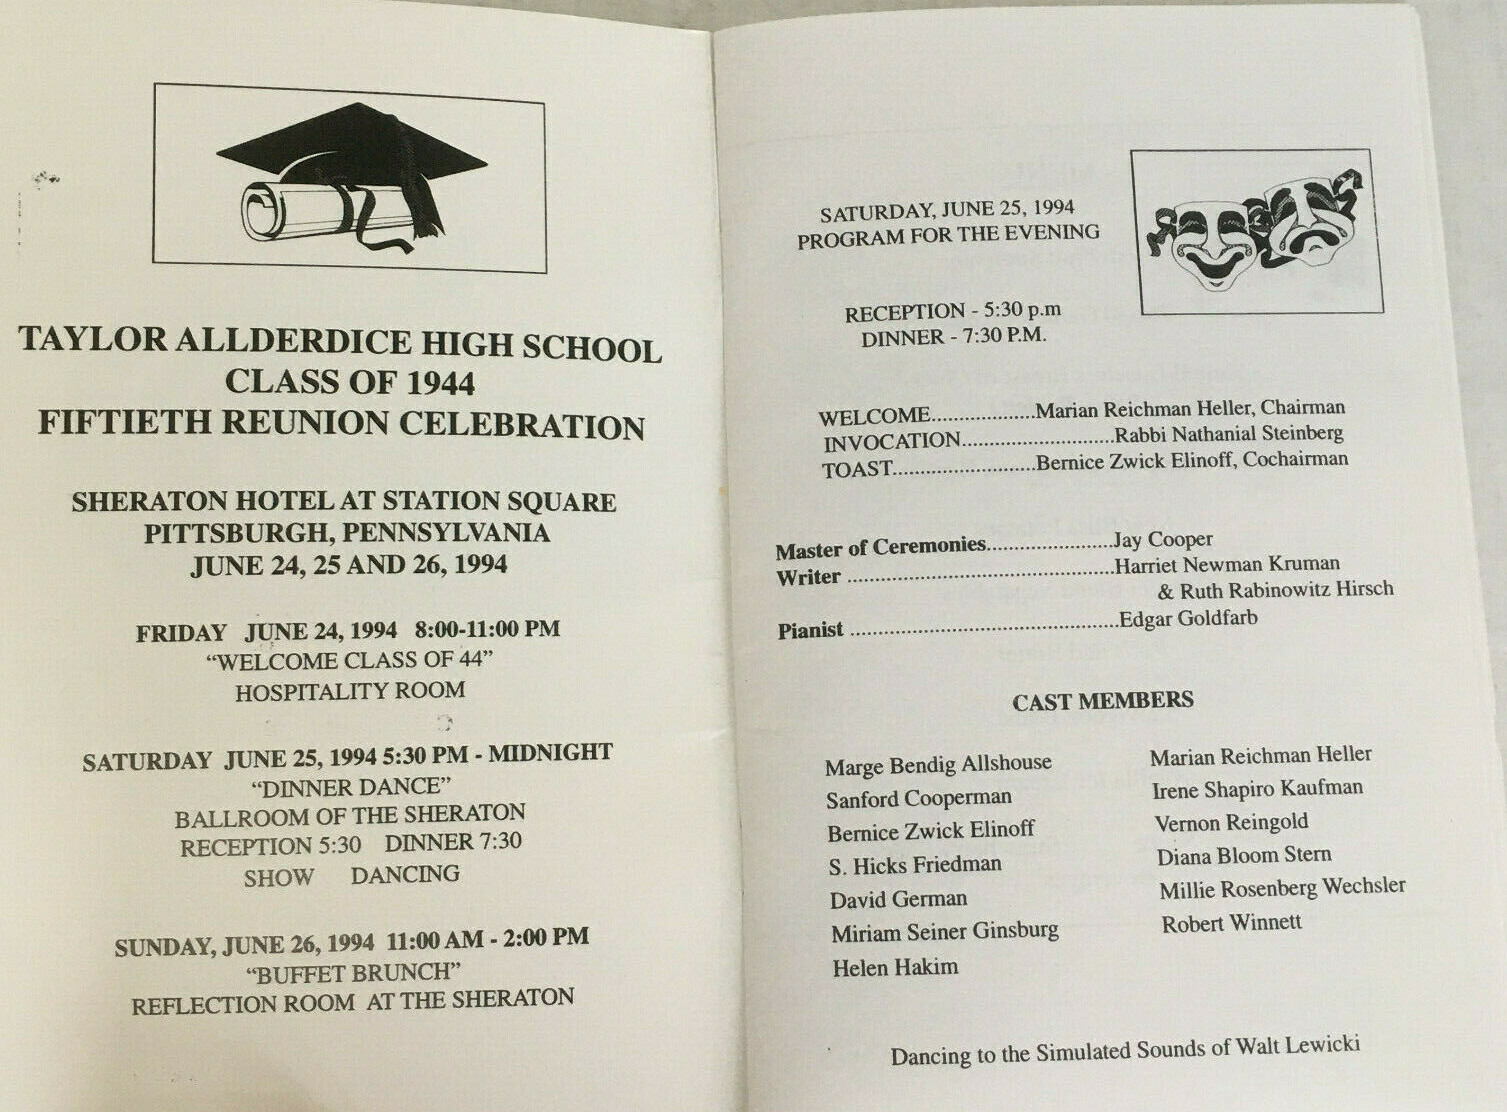 TAYLOR ALLDERDICE HIGH SCHOOL
CLASS OF 1944
FIFTIETH REUNION CELEBRATION
SHERATON HOTEL AT STATION SQUARE
PITTSBURGH, PENNSYLVANIA
JUNE 24, 25 AND 26, 1994
FRIDAY JUNE 24, 1994 8:00-11:00 PM
“WELCOME CLASS OF 44”
HOSPITALITY ROOM
SATURDAY JUNE 25, 1994 5:30 PM - MIDNIGHT
“DINNER DANCE”
BALLROOM OF THE SHERATON
RECEPTION 5:30 DINNER 7:30
SHOW DANCING
SUNDAY, JUNE 26, 1994 11:00 AM - 2:00 PM
“BUFFET BRUNCH”
REFLECTION ROOM AT THE SHERATON
SATURDAY, JUNE 25, 1994
PROGRAM FOR THE EVENING
RECEPTION - 5:30 p.m
DINNER - 7:30 P.M.
WELCOME...................Marian Reichman Heller, Chairman
INVOCATION............................Rabbi Nathanial Steinberg
TOAST..........................Bernice Zwick Elinoff, Cochairman
Master of Ceremonies.......................Jay Cooper
Writer ................................................Harriet Newman Kruman
& Ruth Rabinowitz Hirsch
Pianist ................................................Edgar Goldfarb
CAST MEMBERS
Marge Bendig Allshouse
Sanford Cooperman
Bernice Zwick Elinoff
S. Hicks Friedman
David German
Miriam Seiner Ginsburg
Helen Hakim
Marian Reichman Heller
Irene Shapiro Kaufman
Vernon Reingold
Diana Bloom Stern
Millie Rosenberg Wechsler
Robert Winnett
Dancing to the Simulated Sounds of Walt Lewicki